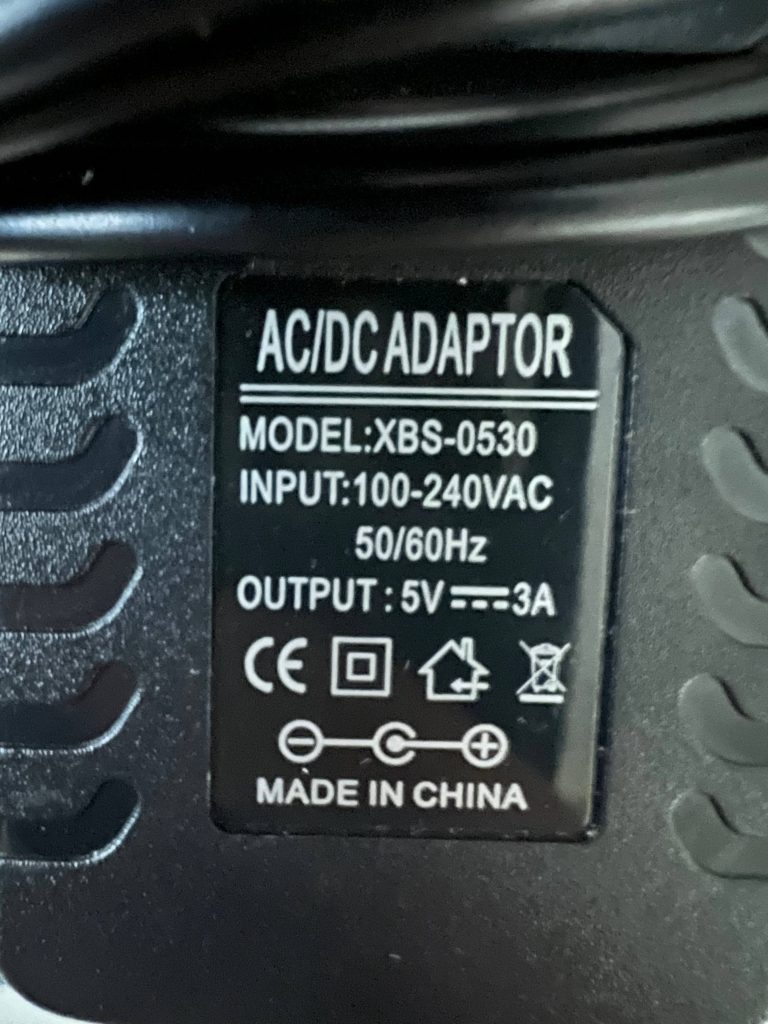 AC/DC ADAPTOR
MODEL:XBS-0530
INPUT:100-240VAC
50/60Hz
OUTPUT:5V⎓3A
CE
MADE IN CHINA